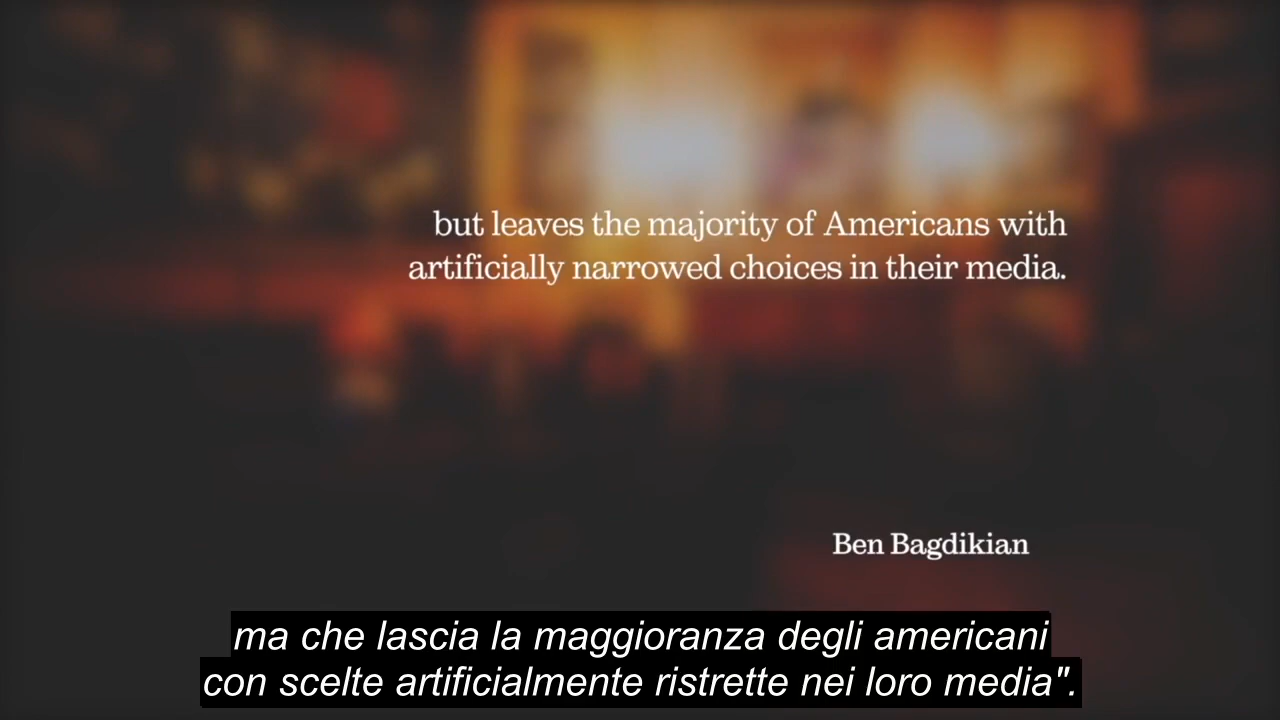 but leaves the majority of Americans with
artificially narrowed choices in their media.
Ben Bagdikian
ma che lascia la maggioranza degli americani
con scelte artificialmente ristrette nei loro media".